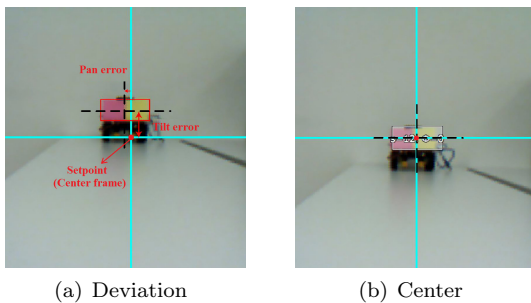 Pan error
Tilt error
Setpoint
(Center frame)
(a) Deviation
(b) Center